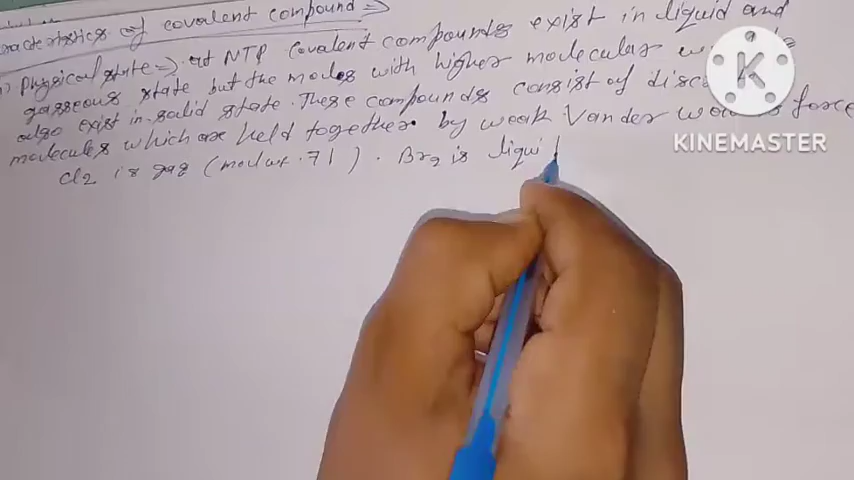 characteristics of covalent compound ⇒
Physical state ⇒ at NTP Covalent compounds exist in liquid and
gasseous state but the moles with higher molecular
also exist in solid state. These compounds consist of
molecules which are held together by weak Vander force
Cl2 is gas (mol wt. 71). Br2 is liqui
K
KINEMASTER